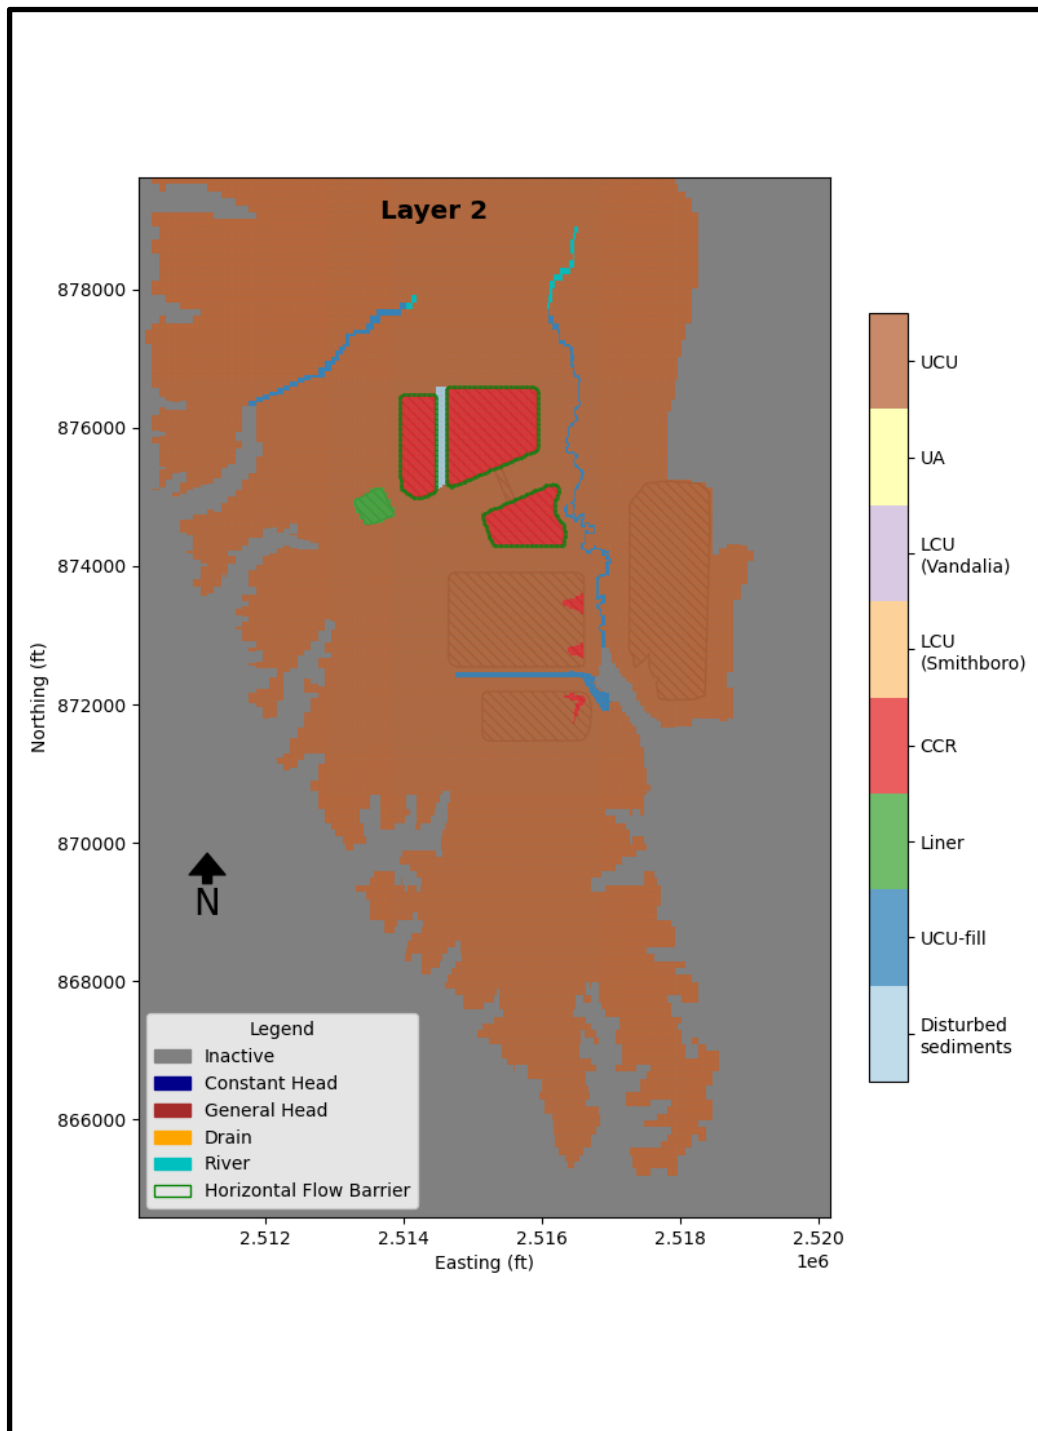 Layer 2
878000
876000
874000
872000
870000
868000
866000
Northing (ft)
N
Legend
Inactive
Constant Head
General Head
Drain
River
Horizontal Flow Barrier
2.512
2.514
2.516
2.518
2.520
1e6
Easting (ft)
UCU
UA
LCU
(Vandalia)
LCU
(Smithboro)
CCR
Liner
UCU-fill
Disturbed
sediments